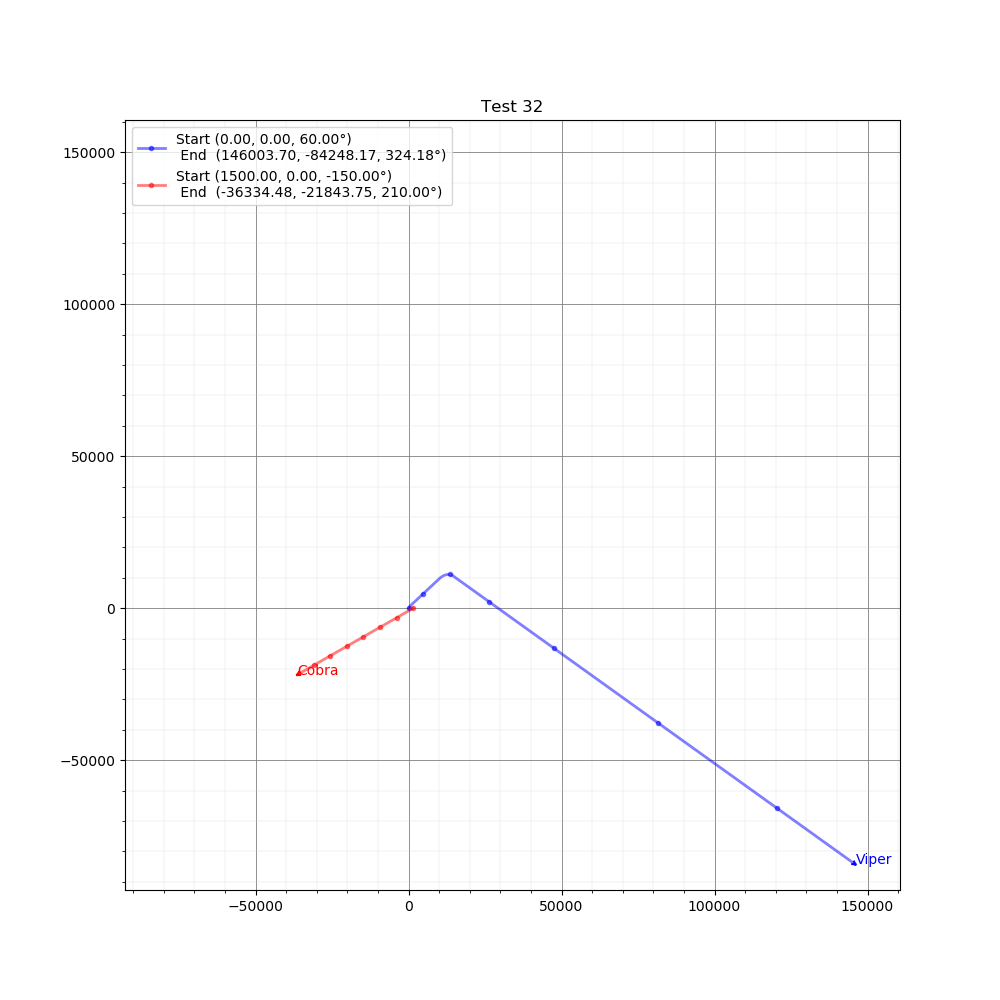 Test 32
Start (0.00, 0.00, 60.00°)
End (146003.70, -84248.17, 324.18°)
Start (1500.00, 0.00, -150.00°)
End (-36334.48, -21843.75, 210.00°)
150000
100000
50000
0
−50000
Cobra
Viper
−50000
0
50000
100000
150000